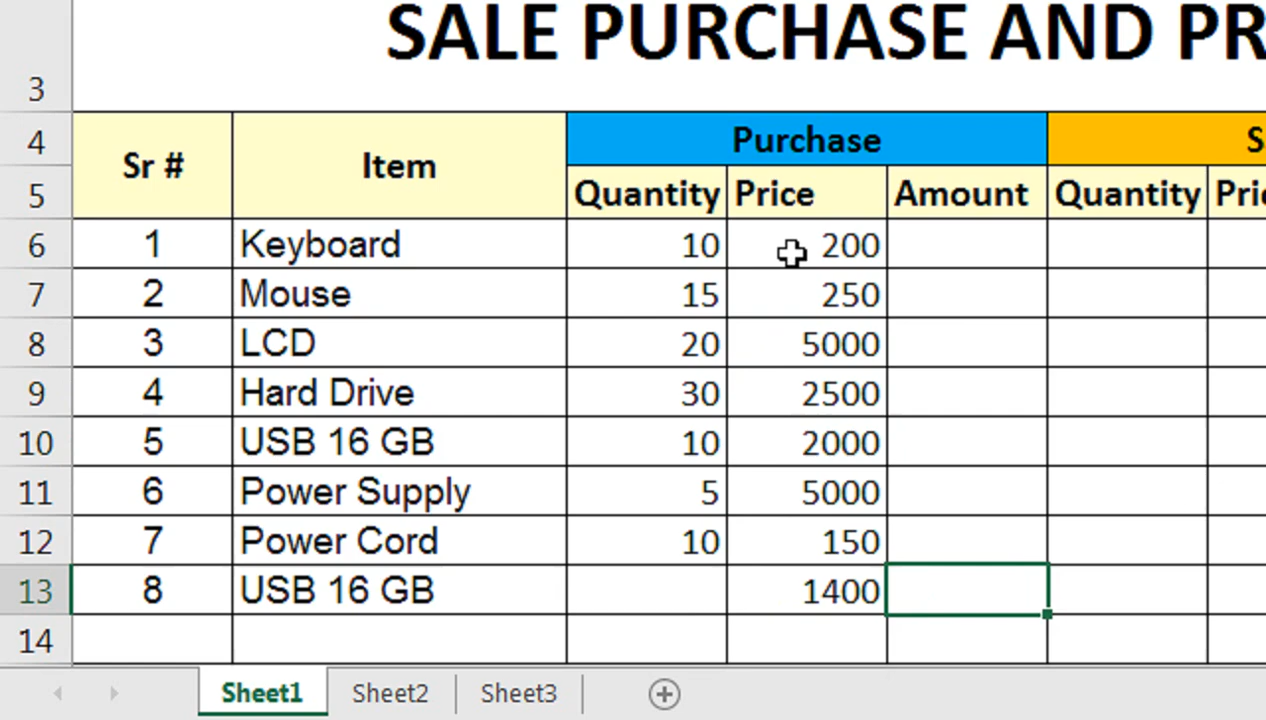 SALE PURCHASE AND PR
3
4 Sr # Item Purchase S
5 Quantity Price Amount Quantity Pric
6 1 Keyboard 10 200
7 2 Mouse 15 250
8 3 LCD 20 5000
9 4 Hard Drive 30 2500
10 5 USB 16 GB 10 2000
11 6 Power Supply 5 5000
12 7 Power Cord 10 150
13 8 USB 16 GB 1400
14
Sheet1 Sheet2 Sheet3